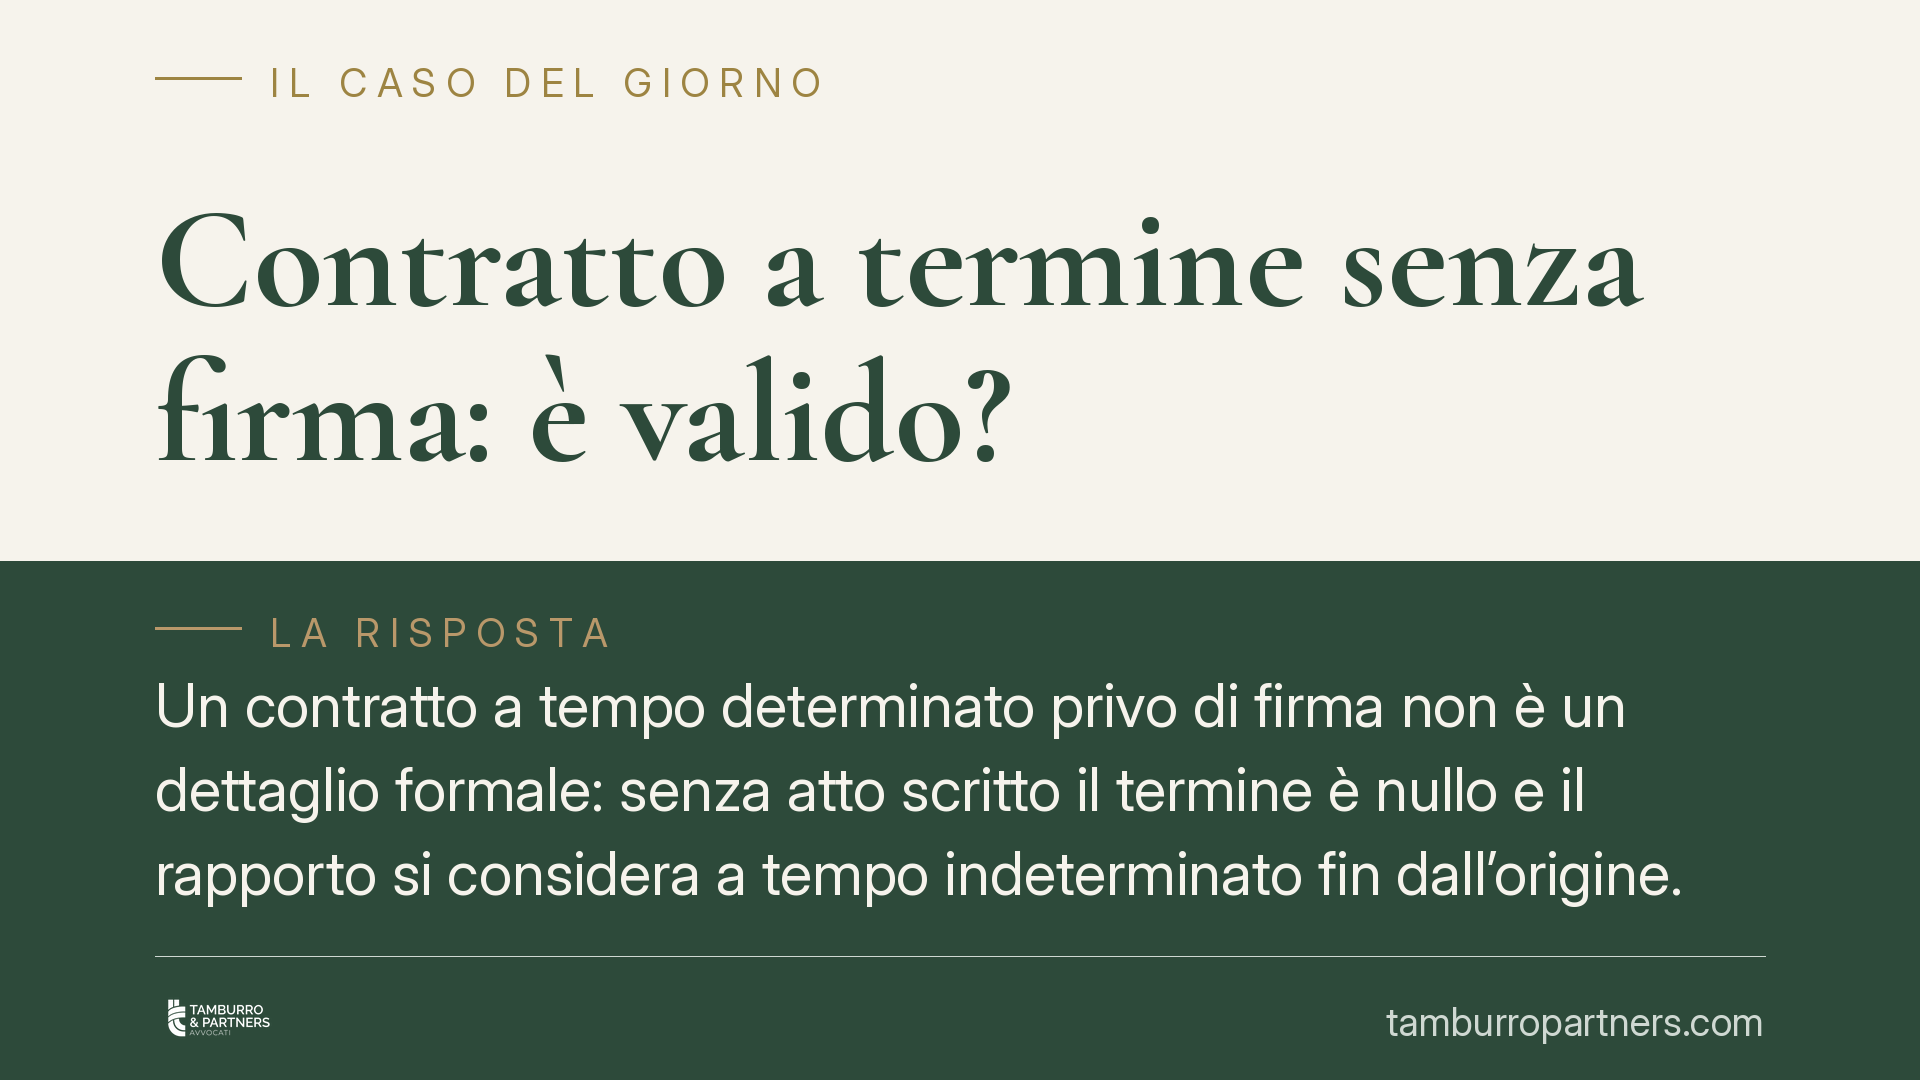 IL CASO DEL GIORNO
Contratto a termine senza
firma: è valido?
LA RISPOSTA
Un contratto a tempo determinato privo di firma non è un
dettaglio formale: senza atto scritto il termine è nullo e il
rapporto si considera a tempo indeterminato fin dall’origine.
TAMBURRO
& PARTNERS
AVVOCATI
tamburropartners.com